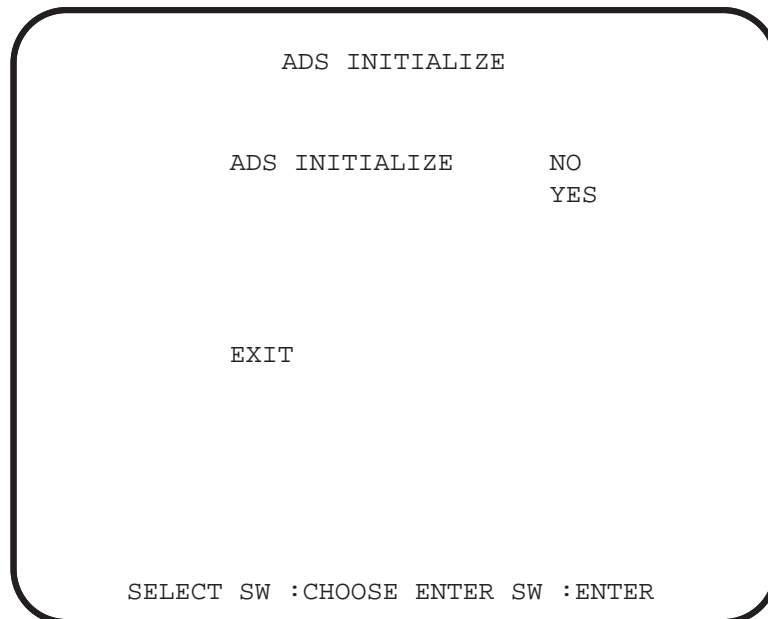 ADS INITIALIZE
ADS INITIALIZE NO
YES
EXIT
SELECT SW :CHOOSE ENTER SW :ENTER